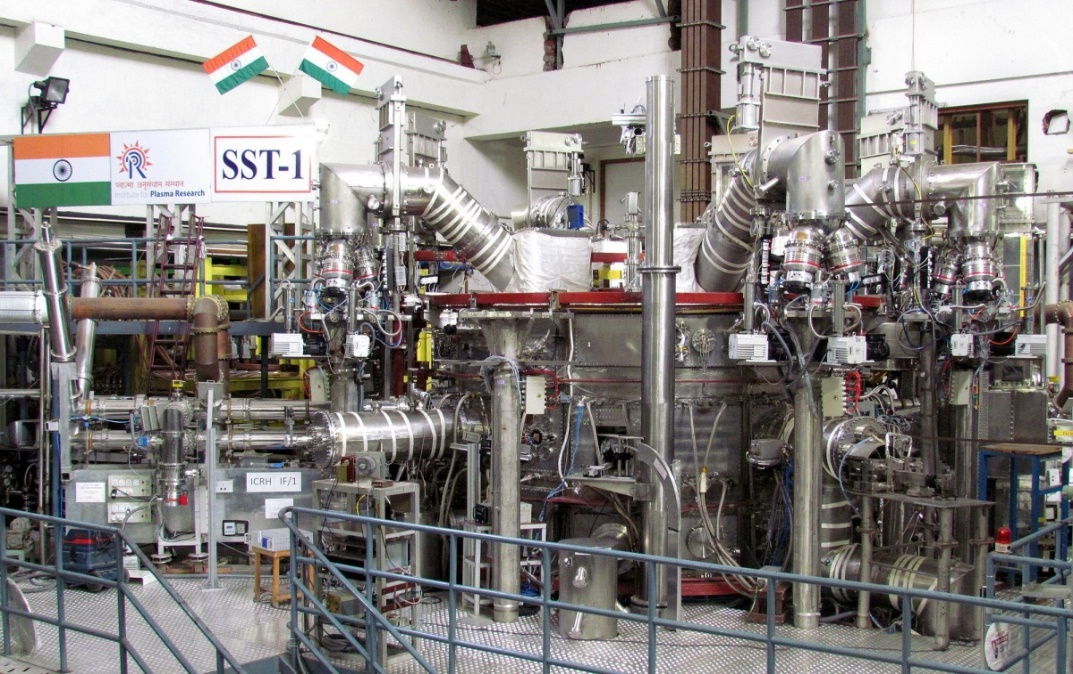 प्लाज्मा अनुसंधान संस्थान
Institute for Plasma Research
SST-1
ICRH IF/1